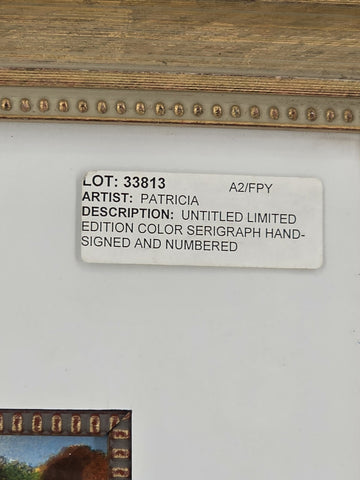 LOT: 33813 A2/FPY
ARTIST: PATRICIA
DESCRIPTION: UNTITLED LIMITED
EDITION COLOR SERIGRAPH HAND-
SIGNED AND NUMBERED